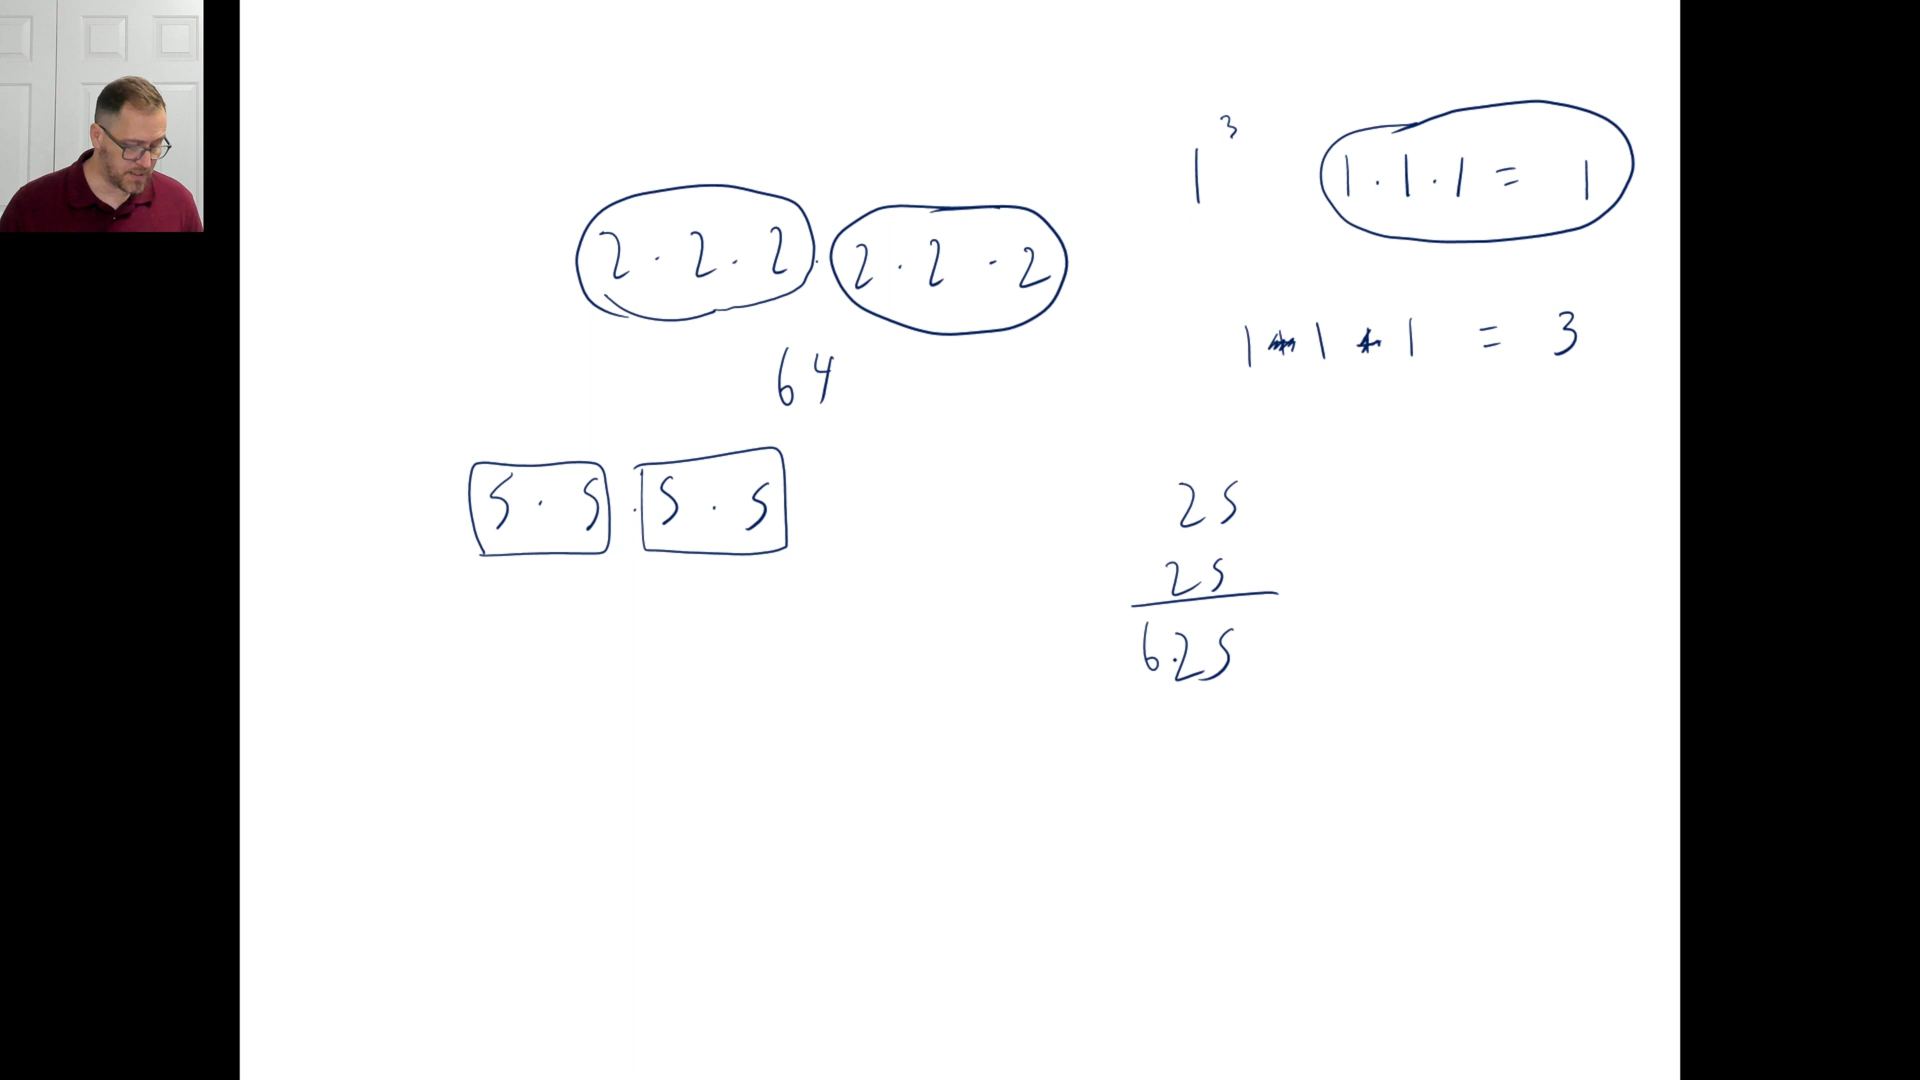 1³ 1 · 1 · 1 = 1
2 · 2 · 2 · 2 · 2 · 2
1 + 1 + 1 = 3
64
5 · 5 · 5 · 5
25
25
625